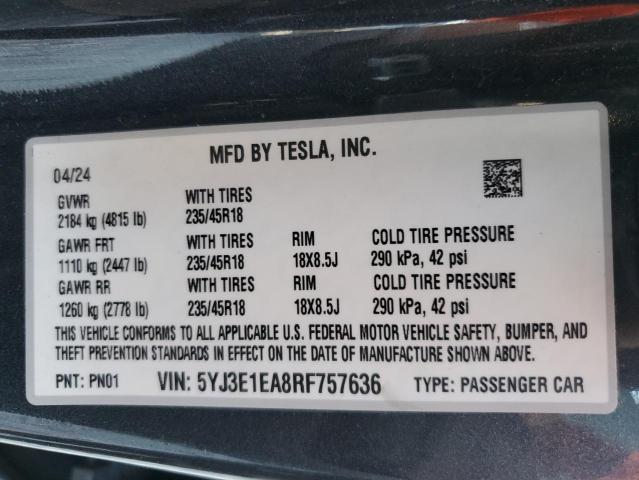 MFD BY TESLA, INC.
04/24
GVWR WITH TIRES
2184 kg (4815 lb) 235/45R18
GAWR FRT WITH TIRES RIM COLD TIRE PRESSURE
1110 kg (2447 lb) 235/45R18 18X8.5J 290 kPa, 42 psi
GAWR RR WITH TIRES RIM COLD TIRE PRESSURE
1260 kg (2778 lb) 235/45R18 18X8.5J 290 kPa, 42 psi
THIS VEHICLE CONFORMS TO ALL APPLICABLE U.S. FEDERAL MOTOR VEHICLE SAFETY, BUMPER, AND
THEFT PREVENTION STANDARDS IN EFFECT ON THE DATE OF MANUFACTURE SHOWN ABOVE.
PNT: PN01 VIN: 5YJ3E1EA8RF757636 TYPE: PASSENGER CAR